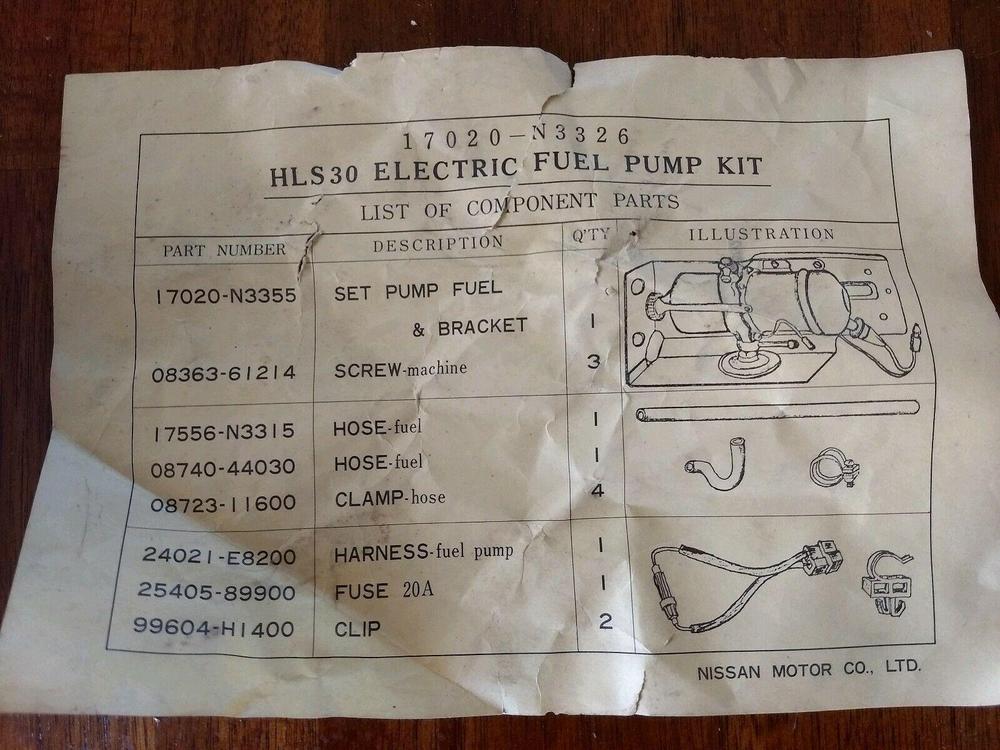 17020-N3326
HLS30 ELECTRIC FUEL PUMP KIT
LIST OF COMPONENT PARTS
PART NUMBER DESCRIPTION Q'TY ILLUSTRATION
17020-N3355 SET PUMP FUEL
& BRACKET 1
08363-61214 SCREW-machine 3
17556-N3315 HOSE-fuel 1
08740-44030 HOSE-fuel 1
08723-11600 CLAMP-hose 4
24021-E8200 HARNESS-fuel pump 1
25405-89900 FUSE 20A 1
99604-H1400 CLIP 2
NISSAN MOTOR CO., LTD.